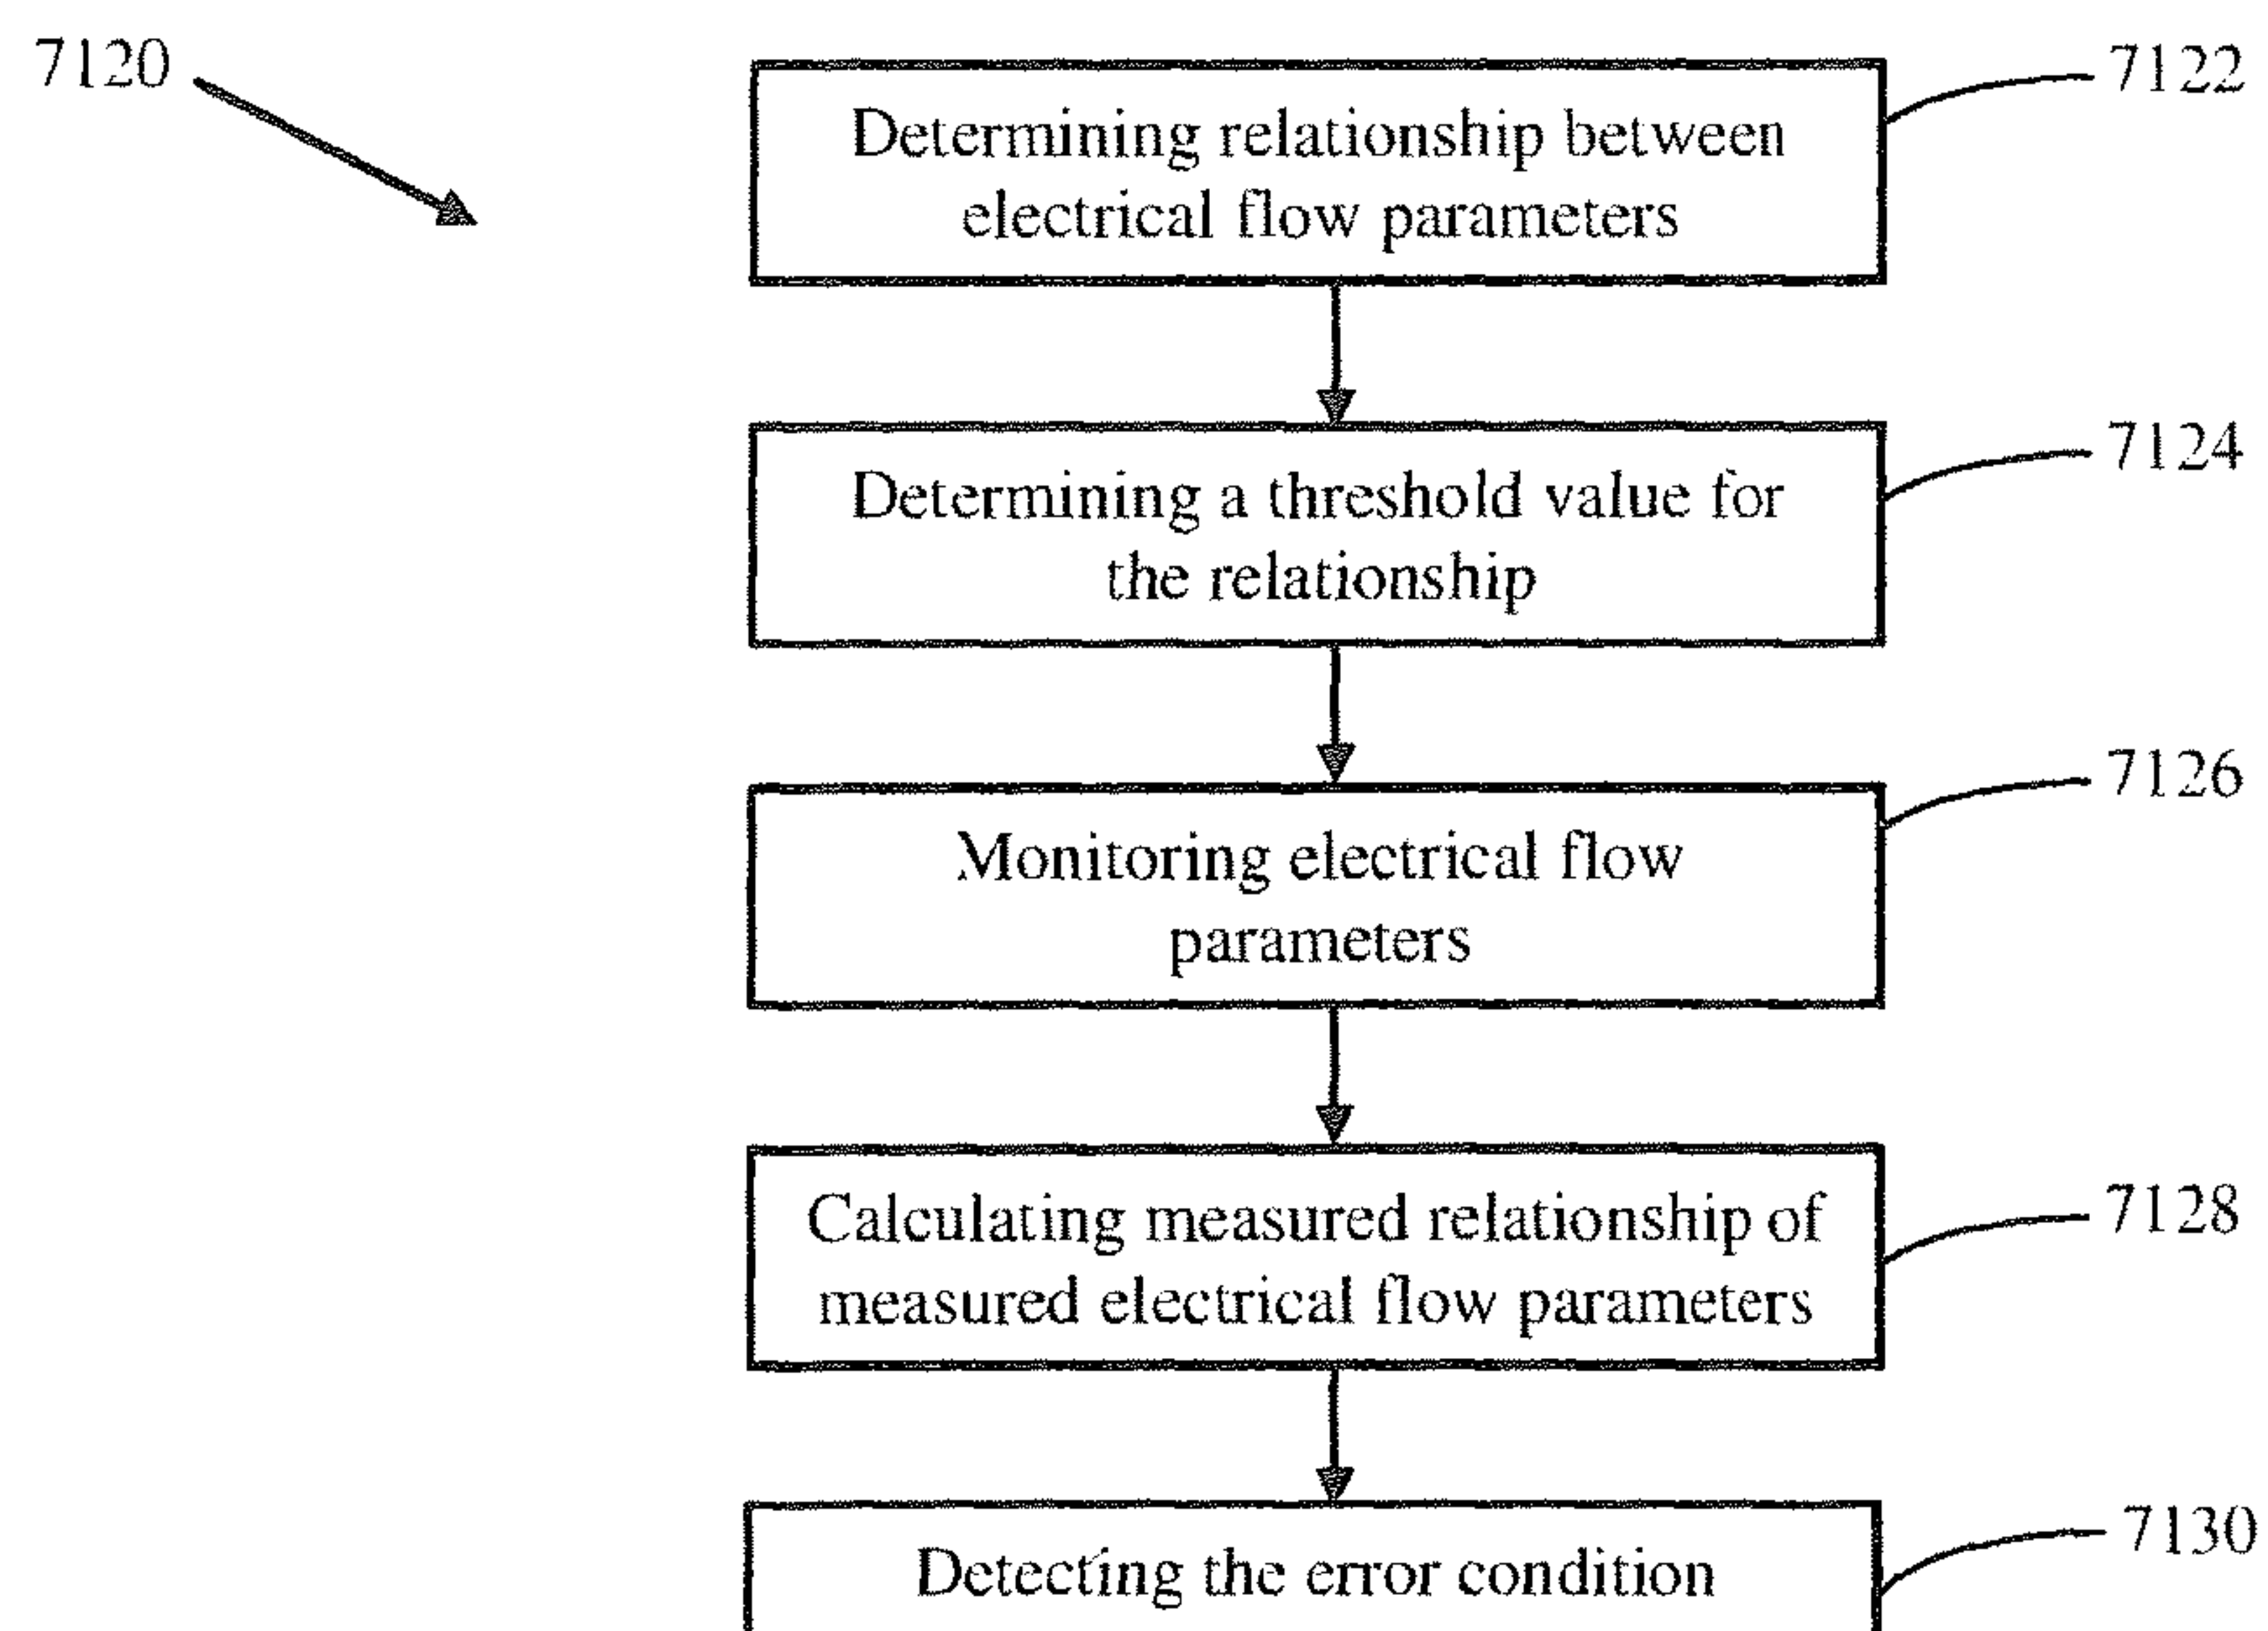 7120
7122
Determining relationship between
electrical flow parameters
7124
Determining a threshold value for
the relationship
7126
Monitoring electrical flow
parameters
7128
Calculating measured relationship of
measured electrical flow parameters
7130
Detecting the error condition